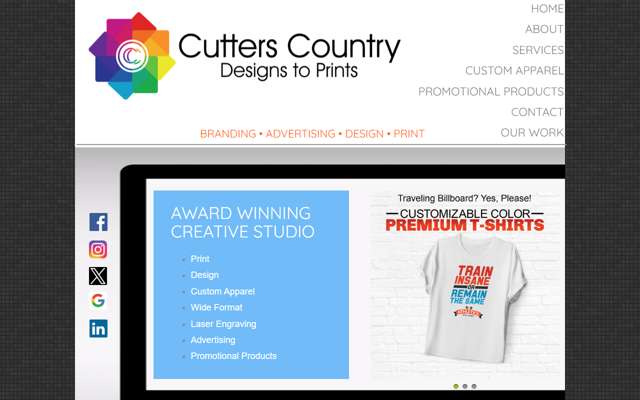 HOME
ABOUT
SERVICES
CUSTOM APPAREL
PROMOTIONAL PRODUCTS
CONTACT
OUR WORK
Cutters Country
Designs to Prints
BRANDING • ADVERTISING • DESIGN • PRINT
AWARD WINNING
CREATIVE STUDIO
Print
Design
Custom Apparel
Wide Format
Laser Engraving
Advertising
Promotional Products
Traveling Billboard? Yes, Please!
CUSTOMIZABLE COLOR
PREMIUM T-SHIRTS
TRAIN
INSANE
OR
REMAIN
THE SAME